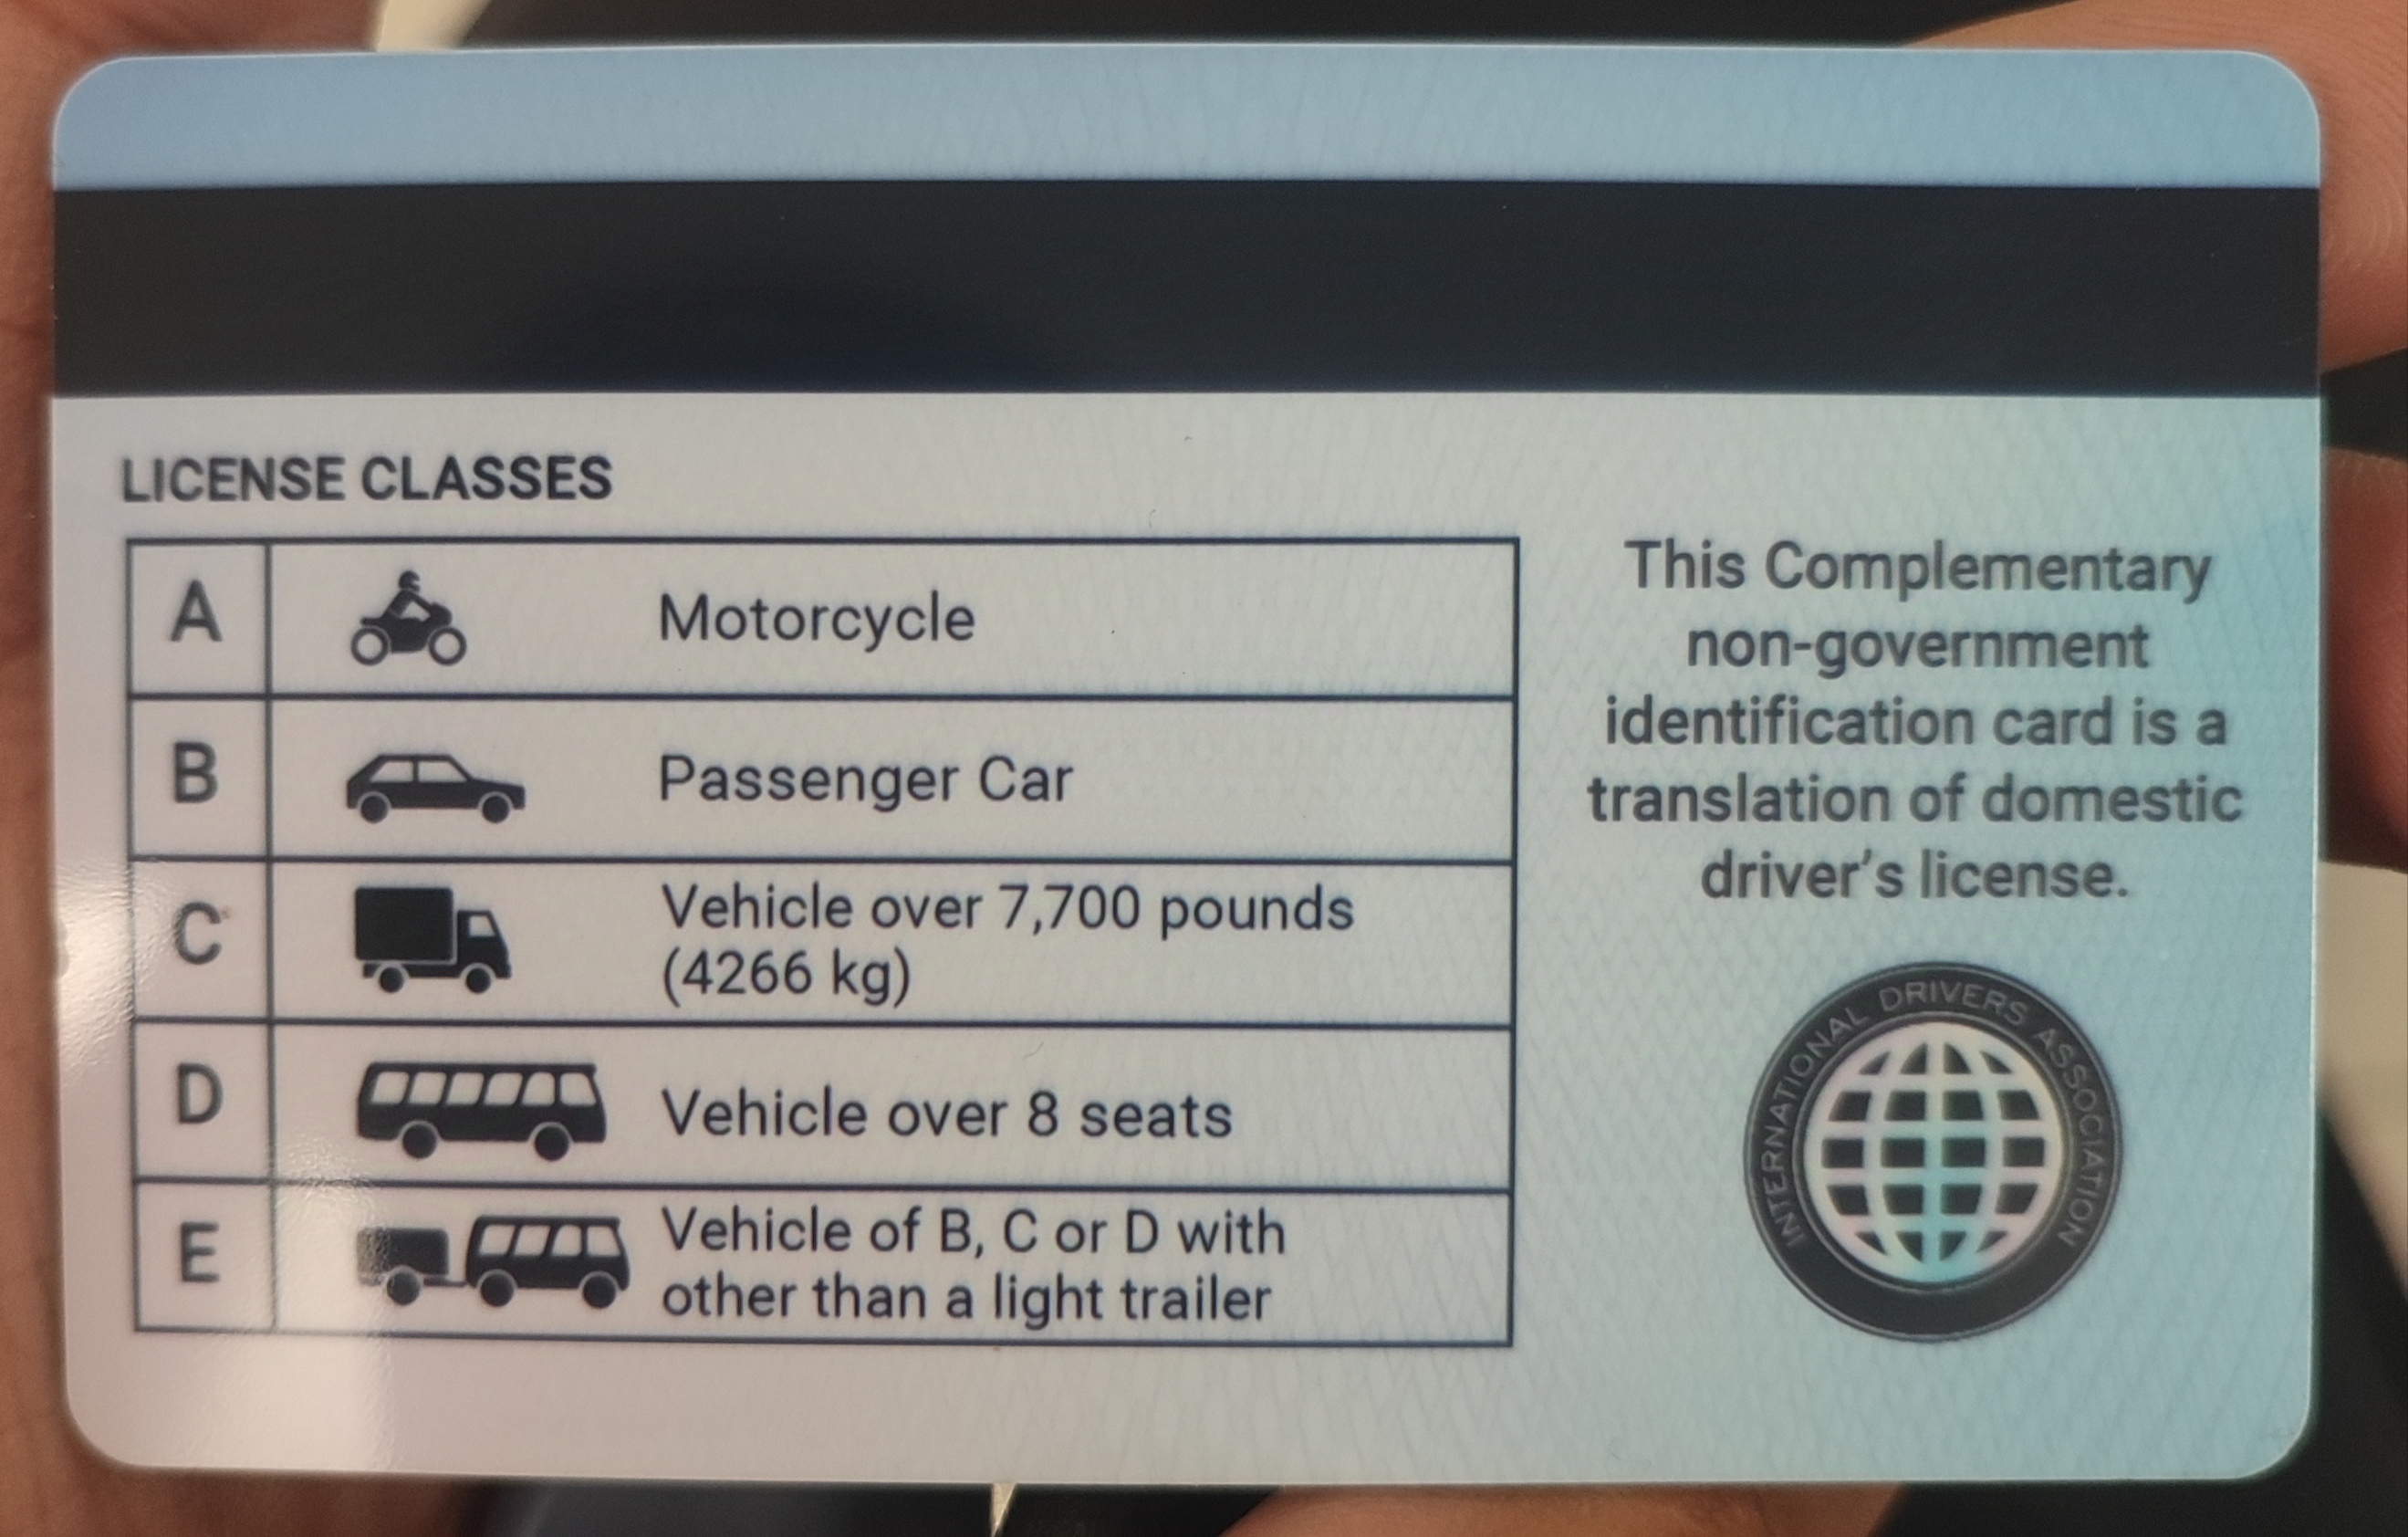 LICENSE CLASSES
A Motorcycle
B Passenger Car
C Vehicle over 7,700 pounds
(4266 kg)
D Vehicle over 8 seats
E Vehicle of B, C or D with
other than a light trailer
This Complementary
non-government
identification card is a
translation of domestic
driver's license.
INTERNATIONAL DRIVERS ASSOCIATION